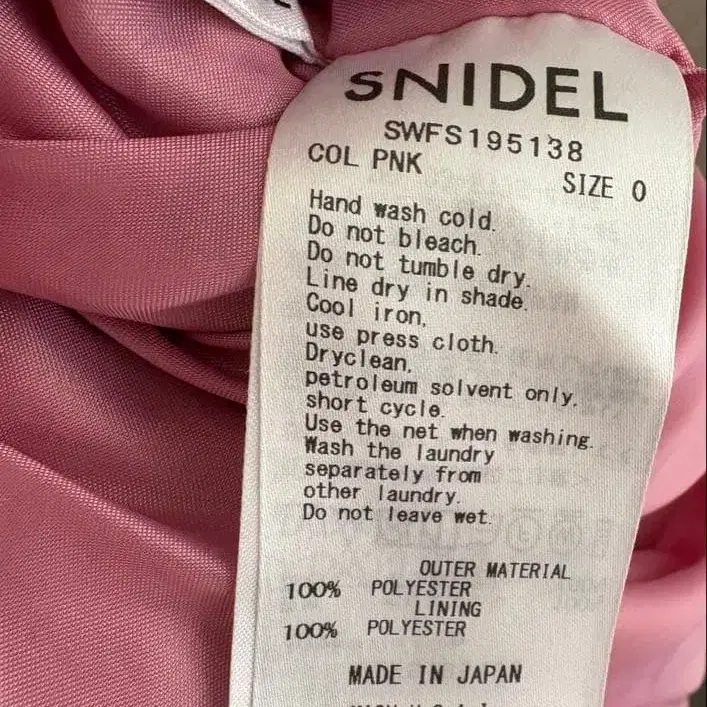 SNIDEL
SWFS195138
COL PNK
SIZE 0
Hand wash cold.
Do not bleach.
Do not tumble dry.
Line dry in shade.
Cool iron,
use press cloth.
Dryclean,
petroleum solvent only,
short cycle.
Use the net when washing.
Wash the laundry
separately from
other laundry.
Do not leave wet.
OUTER MATERIAL
100% POLYESTER
LINING
100% POLYESTER
MADE IN JAPAN